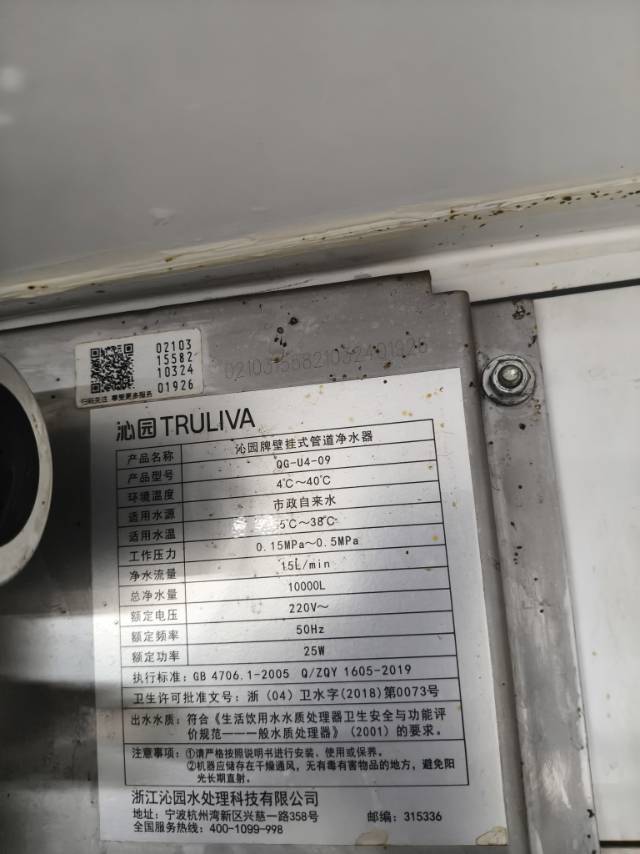 02103
15582
10324
01926
扫码关注 尊享更多服务
02103155821032401926
沁园TRULIVA
产品名称 沁园牌壁挂式管道净水器
产品型号 QG-U4-09
环境温度 4℃～40℃
适用水源 市政自来水
适用水温 5℃～38℃
工作压力 0.15MPa～0.5MPa
净水流量 15L/min
总净水量 10000L
额定电压 220V～
额定频率 50Hz
额定功率 25W
执行标准: GB 4706.1-2005 Q/ZQY 1605-2019
卫生许可批准文号: 浙 (04) 卫水字(2018)第0073号
出水水质: 符合《生活饮用水水质处理器卫生安全与功能评
价规范——一般水质处理器》(2001) 的要求。
注意事项: ①请严格按照说明书进行安装、使用或保养。
②机器应储存在干燥通风，无有毒有害物品的地方，避免阳
光长期直射。
浙江沁园水处理科技有限公司
地址: 宁波杭州湾新区兴慈一路358号 邮编: 315336
全国服务热线: 400-1099-998